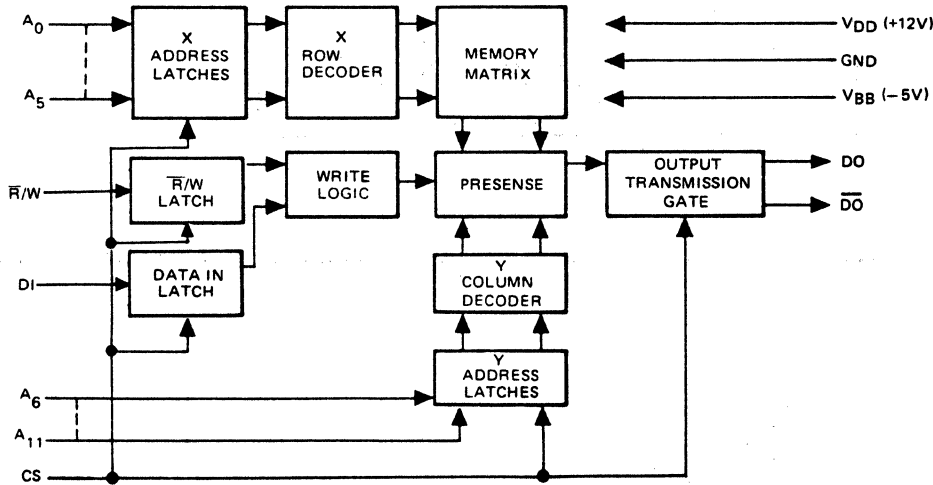 A0
A5
R̅/W
DI
A6
A11
CS
X
ADDRESS
LATCHES
X
ROW
DECODER
MEMORY
MATRIX
VDD (+12V)
GND
VBB (−5V)
R̅/W
LATCH
WRITE
LOGIC
PRESENSE
OUTPUT
TRANSMISSION
GATE
DO
D̅O̅
DATA IN
LATCH
Y
COLUMN
DECODER
Y
ADDRESS
LATCHES